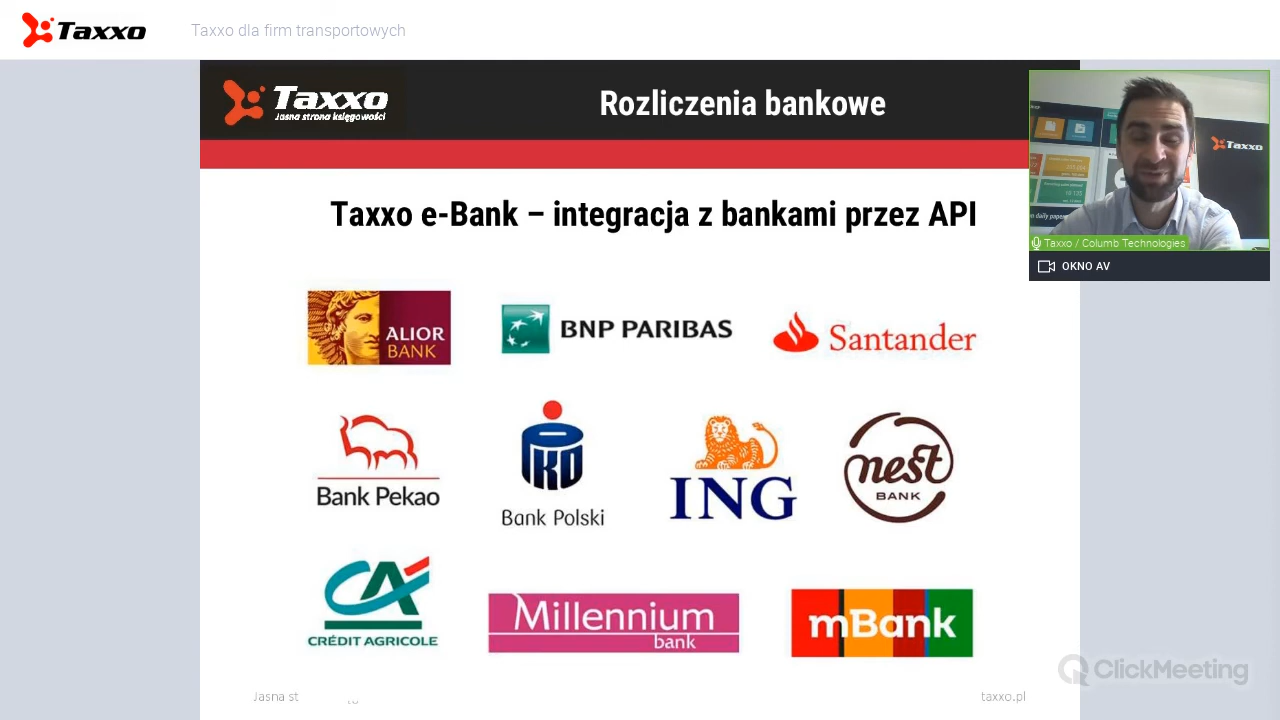 Taxxo
Taxxo dla firm transportowych
Taxxo
Jasna strona księgowości
Rozliczenia bankowe
Taxxo
Taxxo / Columb Technologies
OKNO AV
Taxxo e-Bank – integracja z bankami przez API
ALIOR
BANK
BNP PARIBAS
Santander
Bank Pekao
PKO
Bank Polski
ING
nest
BANK
CRÉDIT AGRICOLE
Millennium
bank
mBank
ClickMeeting
Jasna st
taxxo.pl